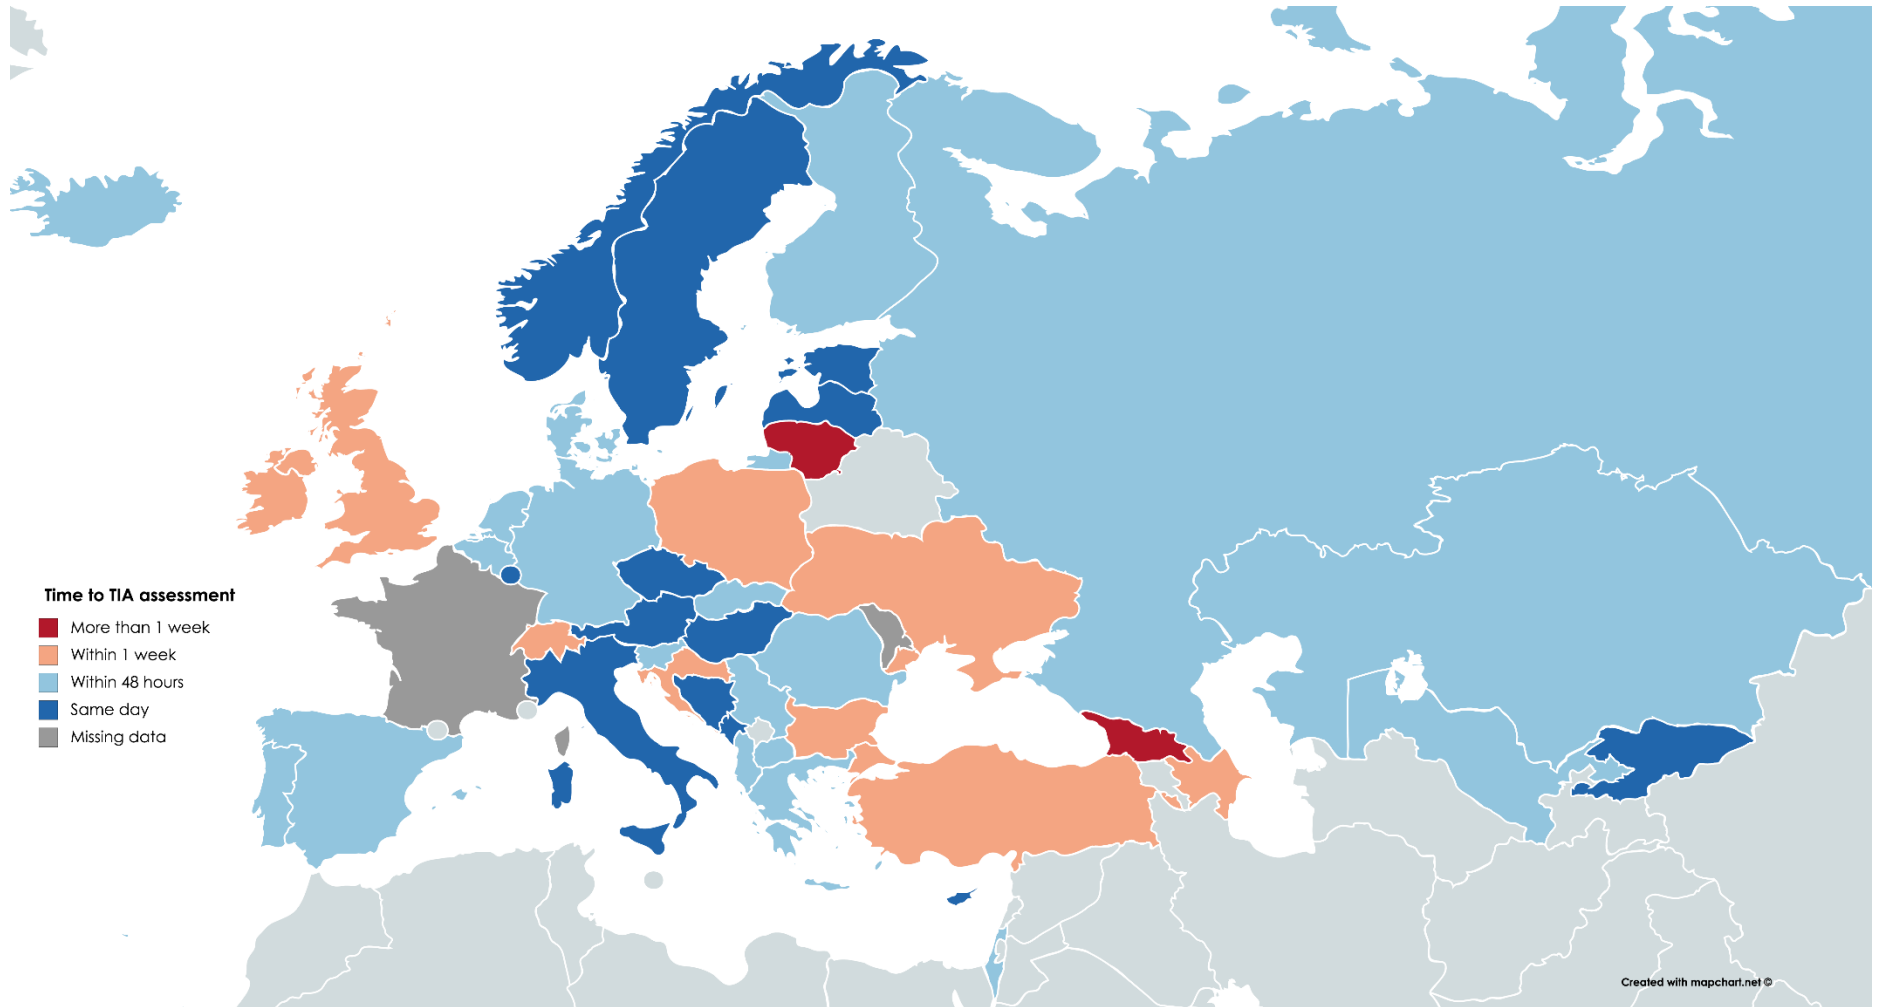 Time to TIA assessment
More than 1 week
Within 1 week
Within 48 hours
Same day
Missing data
Created with mapchart.net ©